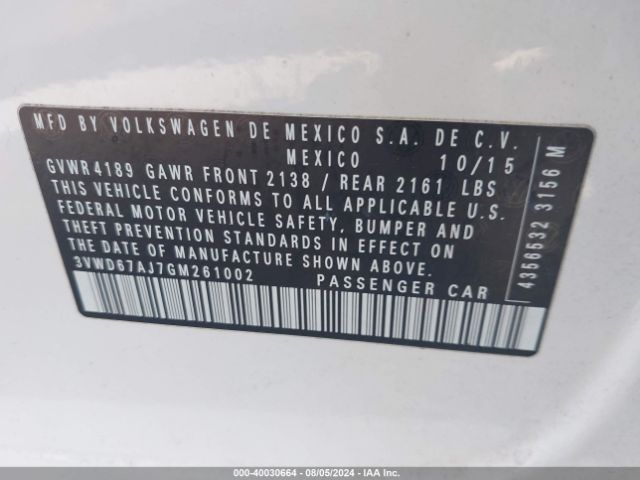 MFD BY VOLKSWAGEN DE MEXICO S.A. DE C.V.
MEXICO 10/15
GVWR 4189 GAWR FRONT 2138 / REAR 2161 LBS
THIS VEHICLE CONFORMS TO ALL APPLICABLE U.S.
FEDERAL MOTOR VEHICLE SAFETY, BUMPER AND
THEFT PREVENTION STANDARDS IN EFFECT ON
THE DATE OF MANUFACTURE SHOWN ABOVE.
3VWD67AJ7GM261002 PASSENGER CAR
4356532 3156 M
000-40030664 - 08/05/2024 - IAA Inc.